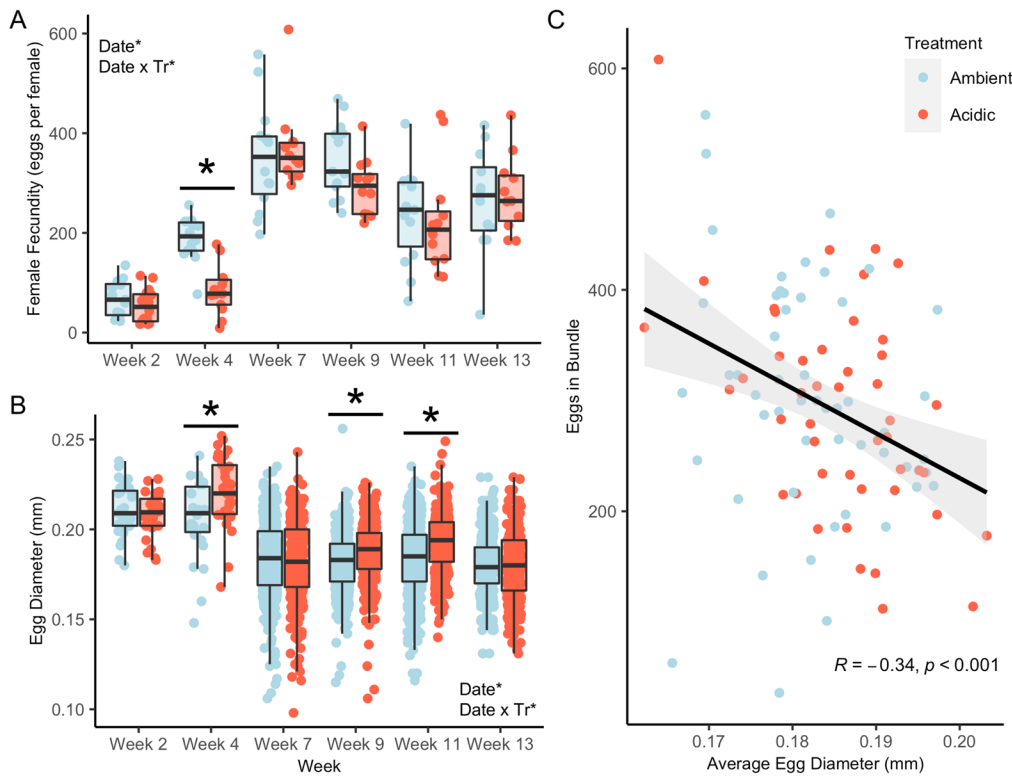 A
Female Fecundity (eggs per female)
600
400
200
0
Date*
Date x Tr*
*
Week 2 Week 4 Week 7 Week 9 Week 11 Week 13
B
Egg Diameter (mm)
0.25
0.20
0.15
0.10
* * *
Date*
Date x Tr*
Week 2 Week 4 Week 7 Week 9 Week 11 Week 13
Week
C
Eggs in Bundle
600
400
200
Treatment
Ambient
Acidic
R = −0.34, p < 0.001
0.17 0.18 0.19 0.20
Average Egg Diameter (mm)